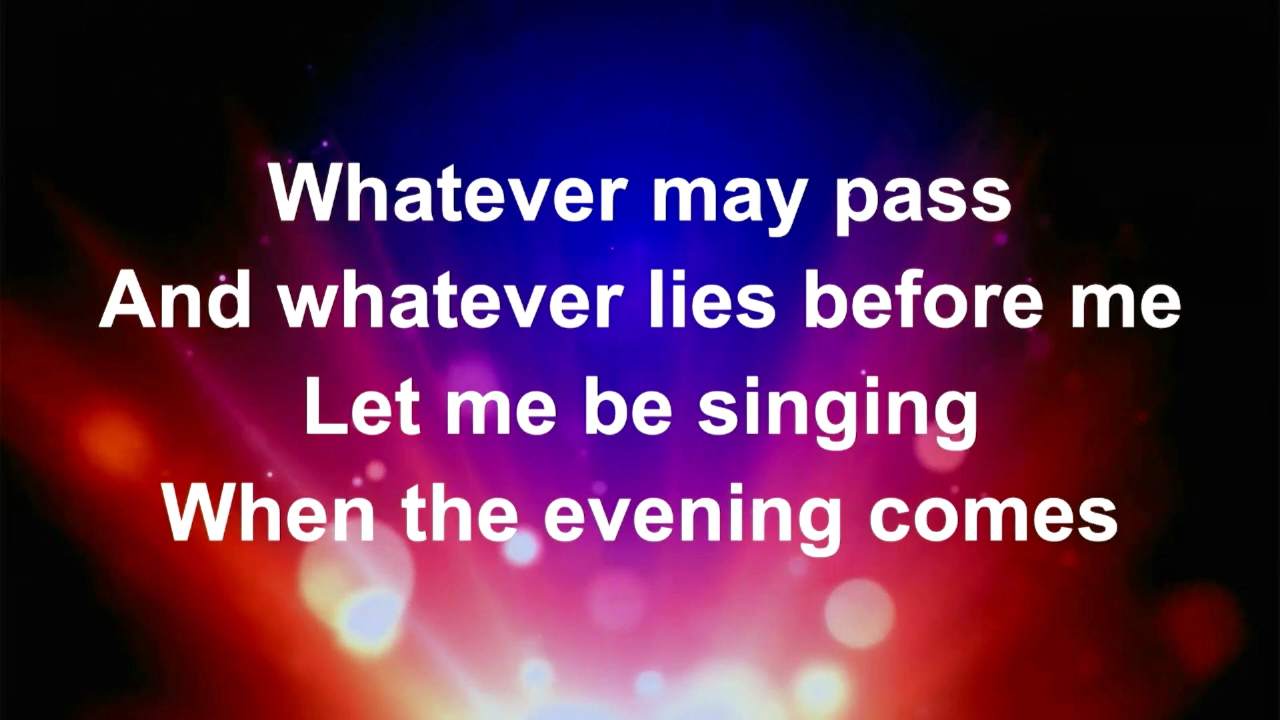 Whatever may pass
And whatever lies before me
Let me be singing
When the evening comes